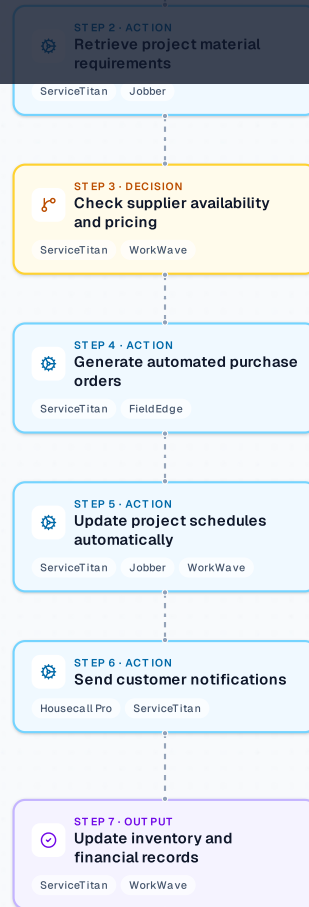 STEP 2 · ACTION
Retrieve project material
requirements
ServiceTitan Jobber
STEP 3 · DECISION
Check supplier availability
and pricing
ServiceTitan WorkWave
STEP 4 · ACTION
Generate automated purchase
orders
ServiceTitan FieldEdge
STEP 5 · ACTION
Update project schedules
automatically
ServiceTitan Jobber WorkWave
STEP 6 · ACTION
Send customer notifications
Housecall Pro ServiceTitan
STEP 7 · OUTPUT
Update inventory and
financial records
ServiceTitan WorkWave